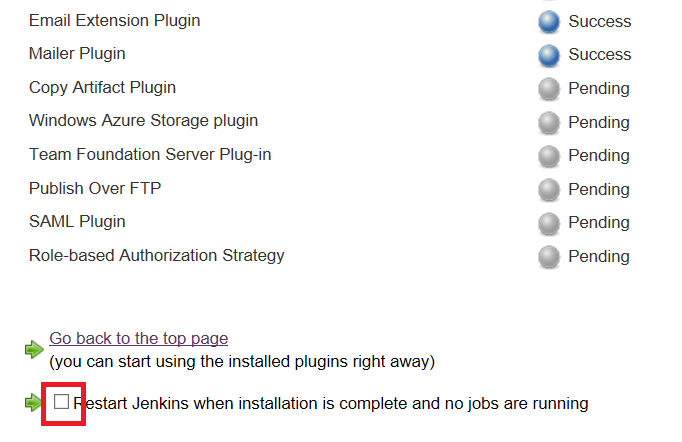 Email Extension Plugin Success
Mailer Plugin Success
Copy Artifact Plugin Pending
Windows Azure Storage plugin Pending
Team Foundation Server Plug-in Pending
Publish Over FTP Pending
SAML Plugin Pending
Role-based Authorization Strategy Pending
Go back to the top page
(you can start using the installed plugins right away)
Restart Jenkins when installation is complete and no jobs are running